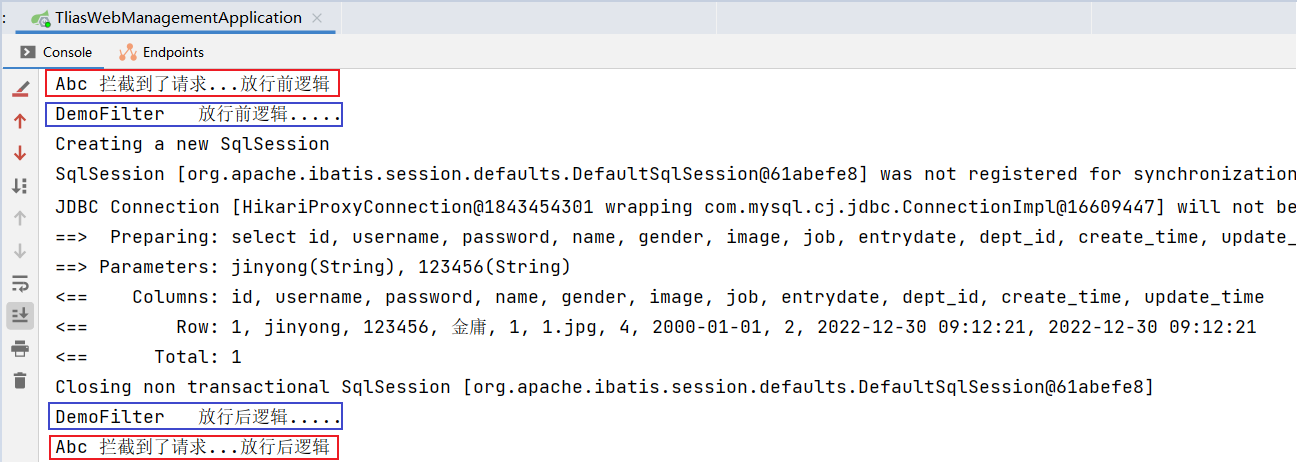 : TliasWebManagementApplication
Console Endpoints
Abc 拦截到了请求...放行前逻辑
DemoFilter 放行前逻辑.....
Creating a new SqlSession
SqlSession [org.apache.ibatis.session.defaults.DefaultSqlSession@61abefe8] was not registered for synchronization
JDBC Connection [HikariProxyConnection@1843454301 wrapping com.mysql.cj.jdbc.ConnectionImpl@16609447] will not be
==> Preparing: select id, username, password, name, gender, image, job, entrydate, dept_id, create_time, update_
==> Parameters: jinyong(String), 123456(String)
<== Columns: id, username, password, name, gender, image, job, entrydate, dept_id, create_time, update_time
<== Row: 1, jinyong, 123456, 金庸, 1, 1.jpg, 4, 2000-01-01, 2, 2022-12-30 09:12:21, 2022-12-30 09:12:21
<== Total: 1
Closing non transactional SqlSession [org.apache.ibatis.session.defaults.DefaultSqlSession@61abefe8]
DemoFilter 放行后逻辑.....
Abc 拦截到了请求...放行后逻辑